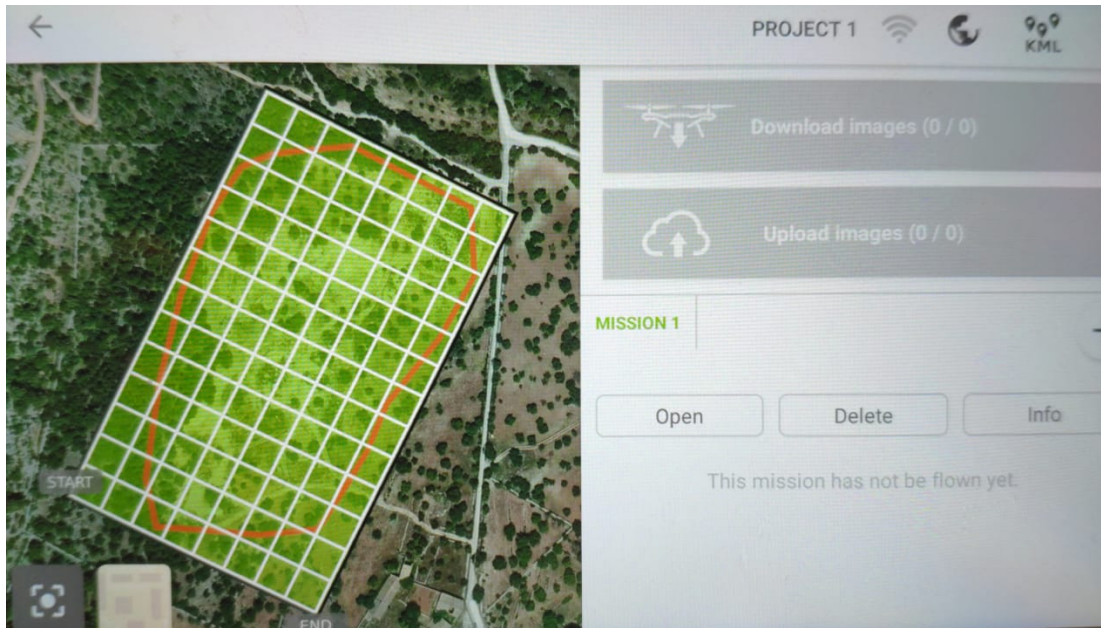 PROJECT 1
KML
Download images (0 / 0)
Upload images (0 / 0)
MISSION 1
Open
Delete
Info
This mission has not be flown yet.
START
END